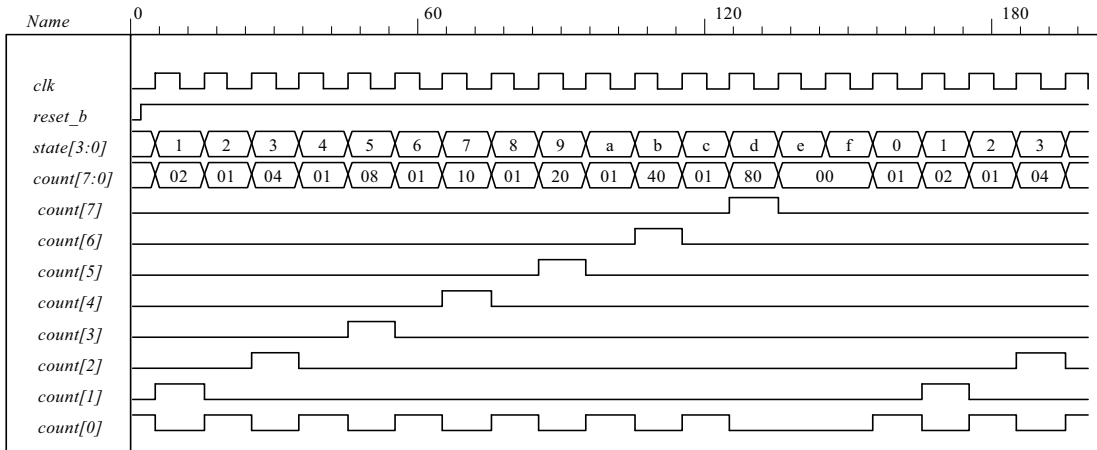 Name 0 60 120 180
clk
reset_b
state[3:0] 1 2 3 4 5 6 7 8 9 a b c d e f 0 1 2 3
count[7:0] 02 01 04 01 08 01 10 01 20 01 40 01 80 00 01 02 01 04
count[7]
count[6]
count[5]
count[4]
count[3]
count[2]
count[1]
count[0]